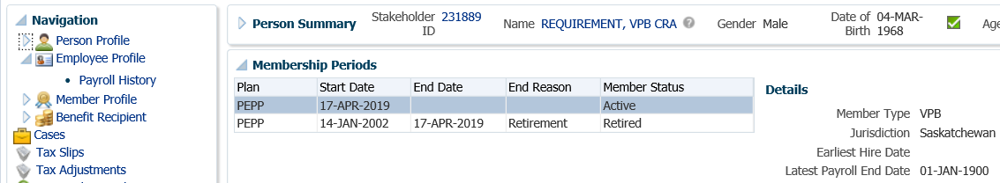 Navigation
Person Profile
Employee Profile
Payroll History
Member Profile
Benefit Recipient
Cases
Tax Slips
Tax Adjustments
Person Summary
Stakeholder ID 231889
Name REQUIREMENT, VPB CRA
Gender Male
Date of Birth 04-MAR-1968
Age
Membership Periods
Plan Start Date End Date End Reason Member Status
PEPP 17-APR-2019 Active
PEPP 14-JAN-2002 17-APR-2019 Retirement Retired
Details
Member Type VPB
Jurisdiction Saskatchewan
Earliest Hire Date
Latest Payroll End Date 01-JAN-1900